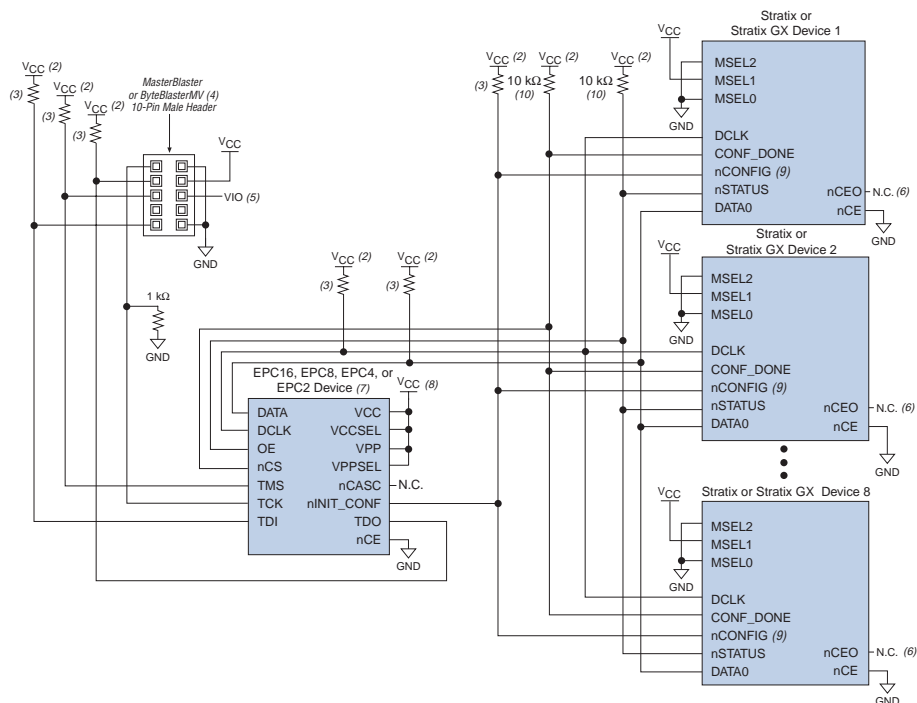 Stratix or
Stratix GX Device 1
VCC
MSEL2
MSEL1
MSEL0
GND
DCLK
CONF_DONE
nCONFIG (9)
nSTATUS
DATA0
nCEO
N.C. (6)
nCE
GND
VCC (2)
(3)
VCC (2)
(3)
VCC (2)
(3)
MasterBlaster
or ByteBlasterMV (4)
10-Pin Male Header
VCC
VIO (5)
GND
1 kΩ
GND
VCC (2)
(3)
VCC (2)
10 kΩ
(10)
VCC (2)
10 kΩ
(10)
VCC (2)
(3)
VCC (2)
(3)
Stratix or
Stratix GX Device 2
VCC
MSEL2
MSEL1
MSEL0
GND
DCLK
CONF_DONE
nCONFIG (9)
nSTATUS
DATA0
nCEO
N.C. (6)
nCE
GND
EPC16, EPC8, EPC4, or
EPC2 Device (7)
VCC (8)
DATA
DCLK
OE
nCS
TMS
TCK
TDI
VCC
VCCSEL
VPP
VPPSEL
nCASC
N.C.
nINIT_CONF
TDO
nCE
GND
Stratix or Stratix GX Device 8
VCC
MSEL2
MSEL1
MSEL0
GND
DCLK
CONF_DONE
nCONFIG (9)
nSTATUS
DATA0
nCEO
N.C. (6)
nCE
GND